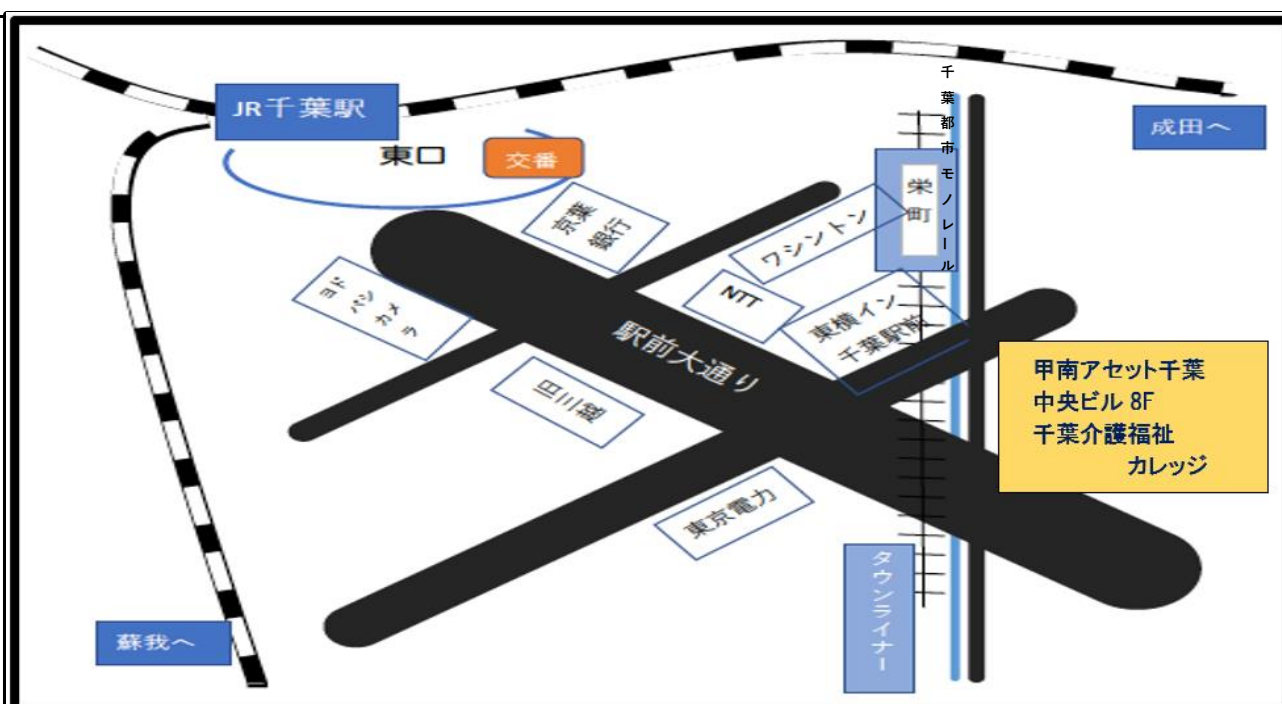 JR千葉駅
東口
交番
成田へ
千葉都市モノレール
栄町
京葉
銀行
ワシントン
ヨド
バシ
カメ
ラ
NTT
東横イン
千葉駅前
駅前大通り
旧三越
甲南アセット千葉
中央ビル 8F
千葉介護福祉
カレッジ
東京電力
タウンライナー
蘇我へ